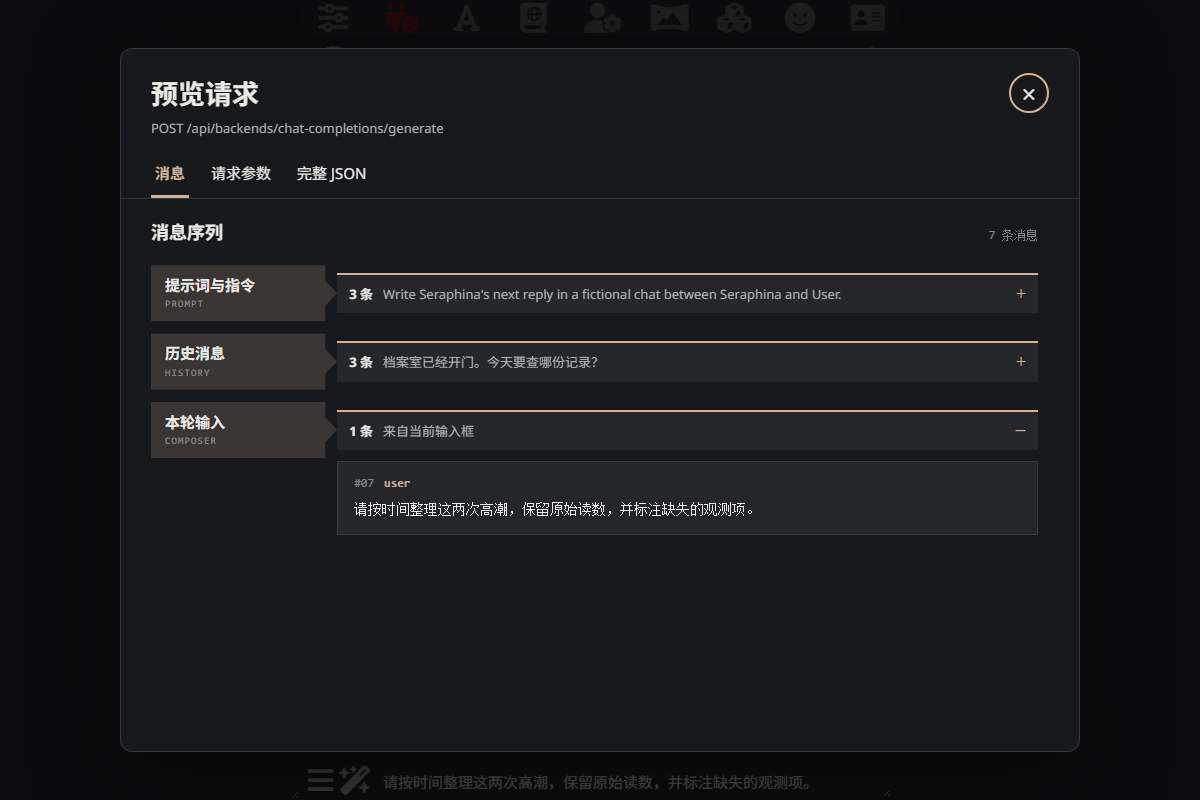 预览请求
POST /api/backends/chat-completions/generate
消息 请求参数 完整 JSON
消息序列
7 条消息
提示词与指令
PROMPT
3 条 Write Seraphina's next reply in a fictional chat between Seraphina and User. +
历史消息
HISTORY
3 条 档案室已经开门。今天要查哪份记录？ +
本轮输入
COMPOSER
1 条 来自当前输入框 −
#07 user
请按时间整理这两次高潮，保留原始读数，并标注缺失的观测项。
请按时间整理这两次高潮，保留原始读数，并标注缺失的观测项。